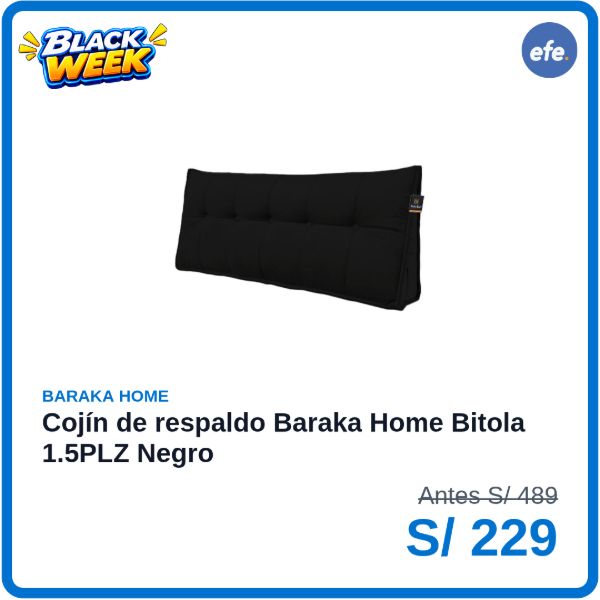 BLACK
WEEK
efe.
BARAKA HOME
Cojín de respaldo Baraka Home Bitola
1.5PLZ Negro
Antes S/ 489
S/ 229